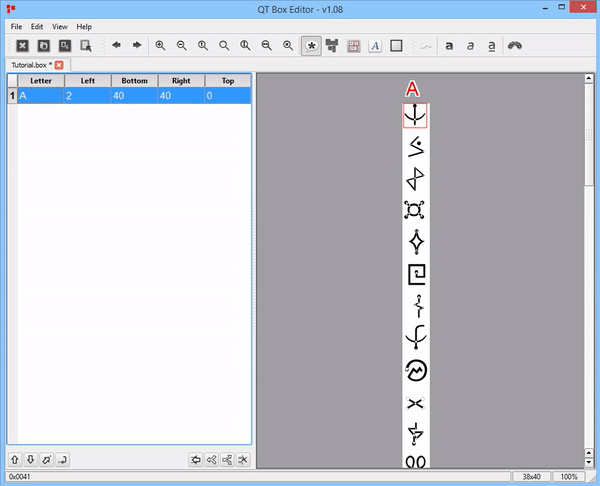 QT Box Editor - v1.08
File Edit View Help
Tutorial.box *
Letter Left Bottom Right Top
1 A 2 40 40 0
A
0x0041 38x40 100%